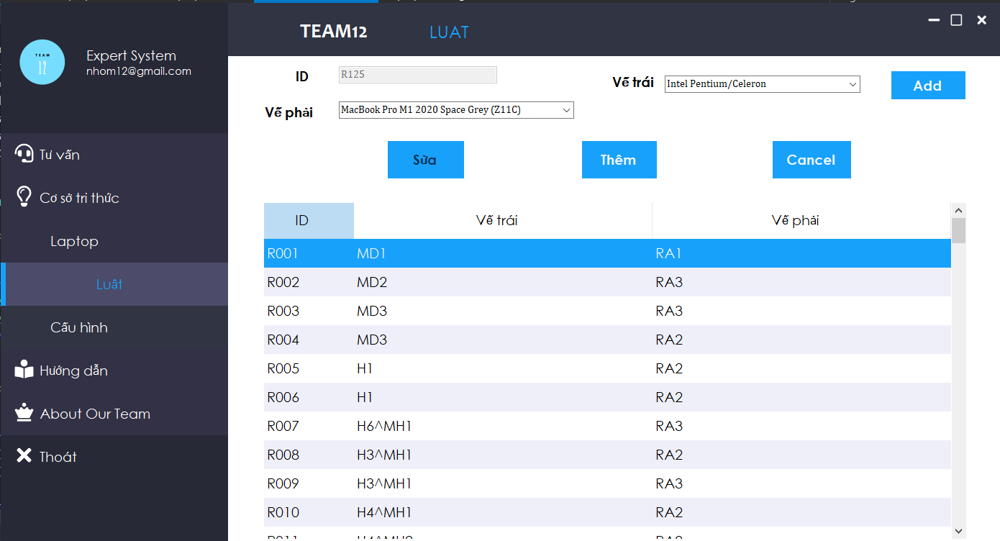 TEAM
12
Expert System
nhom12@gmail.com
Tư vấn
Cơ sở tri thức
Laptop
Luật
Cấu hình
Hướng dẫn
About Our Team
Thoát
TEAM12 LUAT
ID R125 Vế trái Intel Pentium/Celeron Add
Vế phải MacBook Pro M1 2020 Space Grey (Z11C)
Sửa Thêm Cancel
ID Vế trái Vế phải
R001 MD1 RA1
R002 MD2 RA3
R003 MD3 RA3
R004 MD3 RA2
R005 H1 RA2
R006 H1 RA2
R007 H6^MH1 RA3
R008 H3^MH1 RA2
R009 H3^MH1 RA3
R010 H4^MH1 RA2